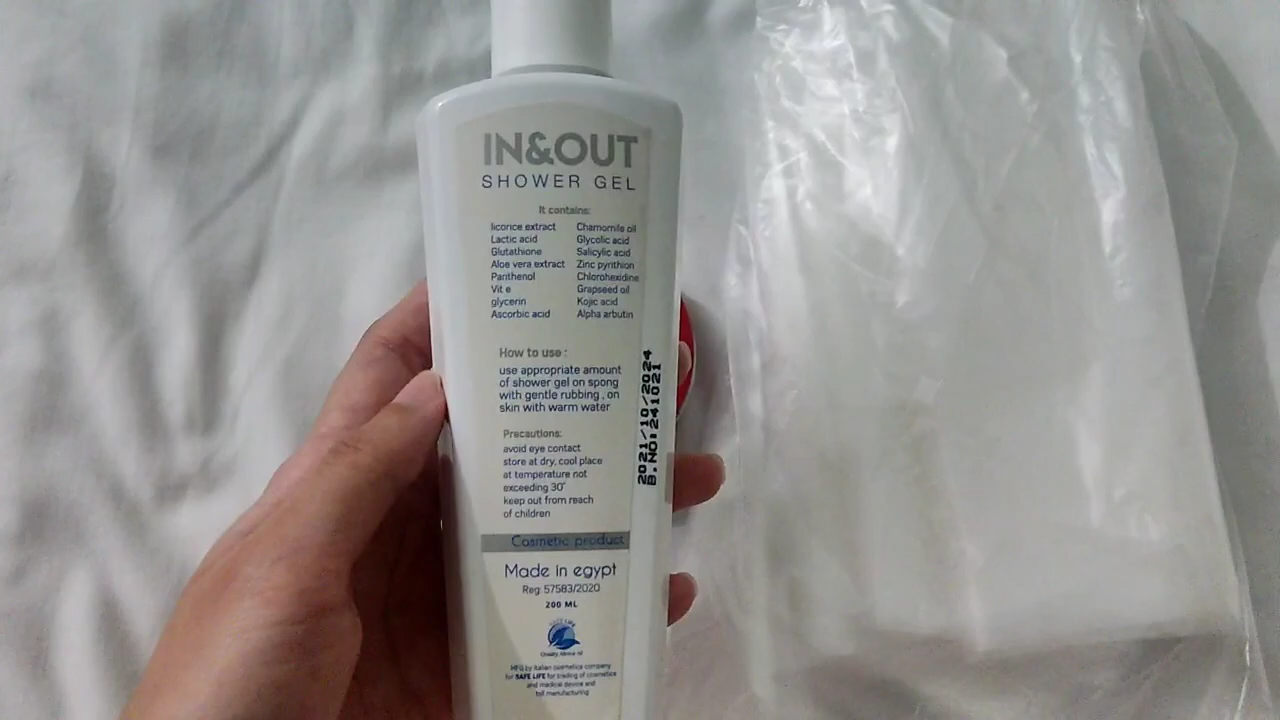 IN&OUT
SHOWER GEL
It contains:
licorice extract
Lactic acid
Glutathione
Aloe vera extract
Panthenol
Vit e
glycerin
Ascorbic acid
Chamomile oil
Glycolic acid
Salicylic acid
Zinc pyrithion
Chlorohexidine
Grapseed oil
Kojic acid
Alpha arbutin
How to use :
use appropriate amount
of shower gel on spong
with gentle rubbing , on
skin with warm water
Precautions:
avoid eye contact
store at dry, cool place
at temperature not
exceeding 30°
keep out from reach
of children
2021/10/2024
B.NO:241021
Cosmetic product
Made in egypt
Reg: 57583/2020
200 ML
LIFE
Quality Above All
MFG by italian cosmetics company
for SAFE LIFE for trading of cosmetics
and medical device and
toll manufacturing